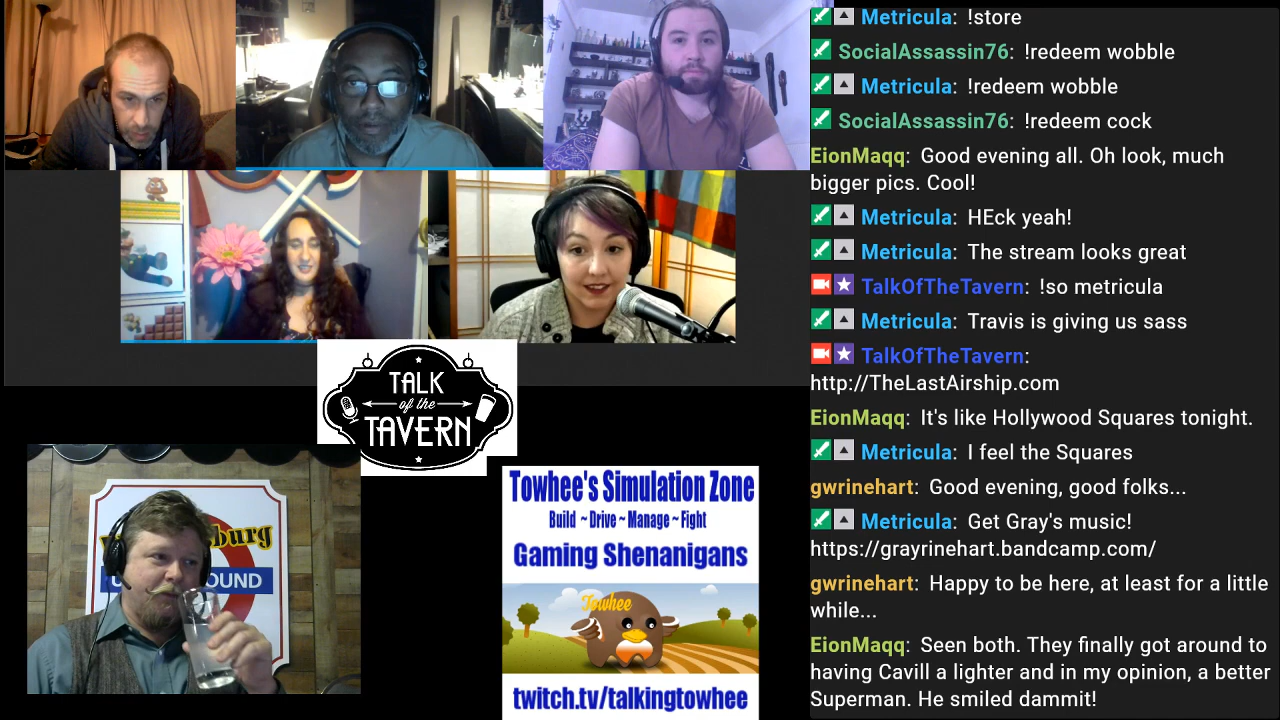 TALK
of the
TAVERN
burg
OUND
Towhee's Simulation Zone
Build ~ Drive ~ Manage ~ Fight
Gaming Shenanigans
Towhee
twitch.tv/talkingtowhee
Metricula: !store
SocialAssassin76: !redeem wobble
Metricula: !redeem wobble
SocialAssassin76: !redeem cock
EionMaqq: Good evening all. Oh look, much
bigger pics. Cool!
Metricula: HEck yeah!
Metricula: The stream looks great
TalkOfTheTavern: !so metricula
Metricula: Travis is giving us sass
TalkOfTheTavern:
http://TheLastAirship.com
EionMaqq: It's like Hollywood Squares tonight.
Metricula: I feel the Squares
gwrinehart: Good evening, good folks...
Metricula: Get Gray's music!
https://grayrinehart.bandcamp.com/
gwrinehart: Happy to be here, at least for a little
while...
EionMaqq: Seen both. They finally got around to
having Cavill a lighter and in my opinion, a better
Superman. He smiled dammit!